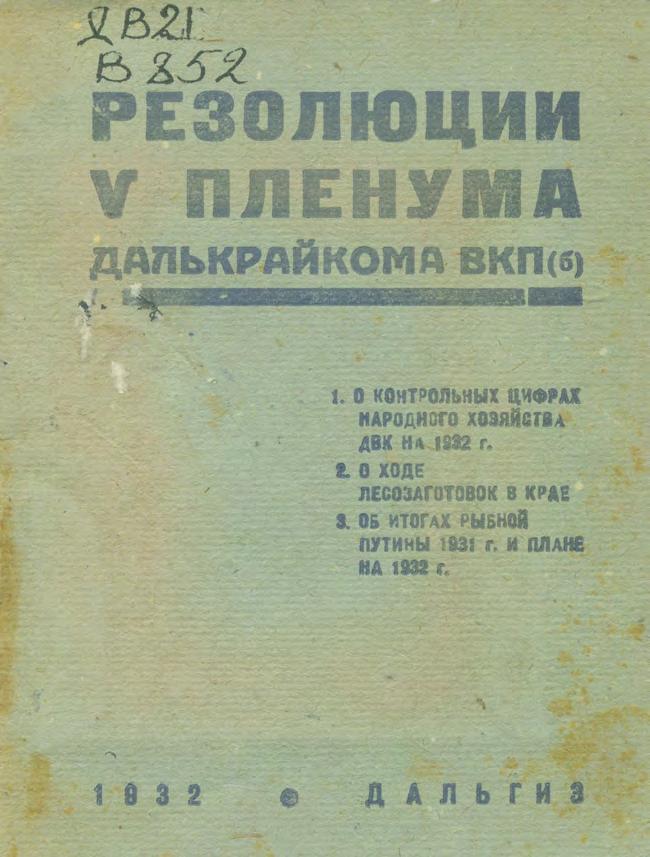 В21
В 852
РЕЗОЛЮЦИИ
V ПЛЕНУМА
ДАЛЬКРАЙКОМА ВКП(б)
1. О КОНТРОЛЬНЫХ ЦИФРАХ
НАРОДНОГО ХОЗЯЙСТВА
ДВК НА 1932 г.
2. О ХОДЕ
ЛЕСОЗАГОТОВОК В КРАЕ
3. ОБ ИТОГАХ РЫБНОЙ
ПУТИНЫ 1931 г. И ПЛАНЕ
НА 1932 г.
1932 ДАЛЬГИЗ